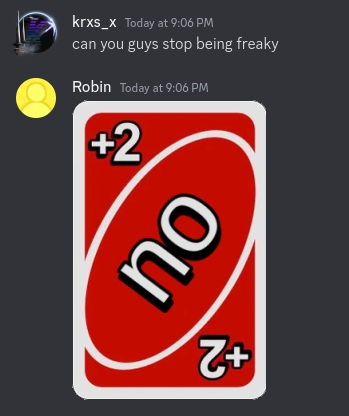 krxs_x Today at 9:06 PM
can you guys stop being freaky
Robin Today at 9:06 PM
+2
no
+2